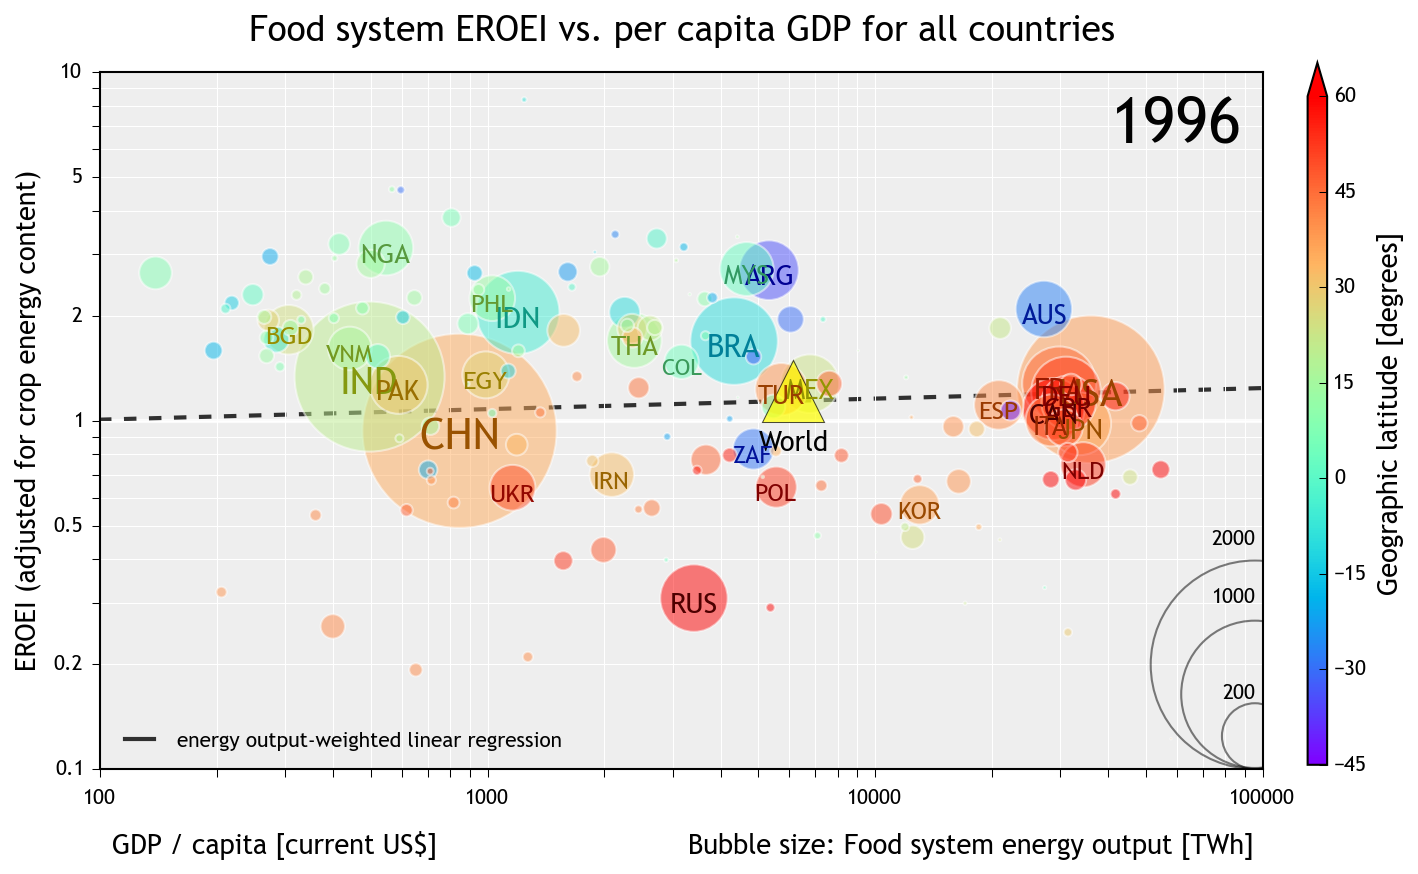 Food system EROEI vs. per capita GDP for all countries
1996
EROEI (adjusted for crop energy content)
10
5
2
1
0.5
0.2
0.1
NGA
MYS
ARG
PHL
IDN
AUS
BGD
VNM
THA
BRA
COL
IND
PAK
EGY
TUR
MEX
FRA
USA
DEU
GBR
ESP
CAN
ITA
JPN
CHN
World
ZAF
IRN
UKR
POL
NLD
KOR
RUS
2000
1000
200
energy output-weighted linear regression
100
1000
10000
100000
GDP / capita [current US$]
Bubble size: Food system energy output [TWh]
60
45
30
15
0
−15
−30
−45
Geographic latitude [degrees]